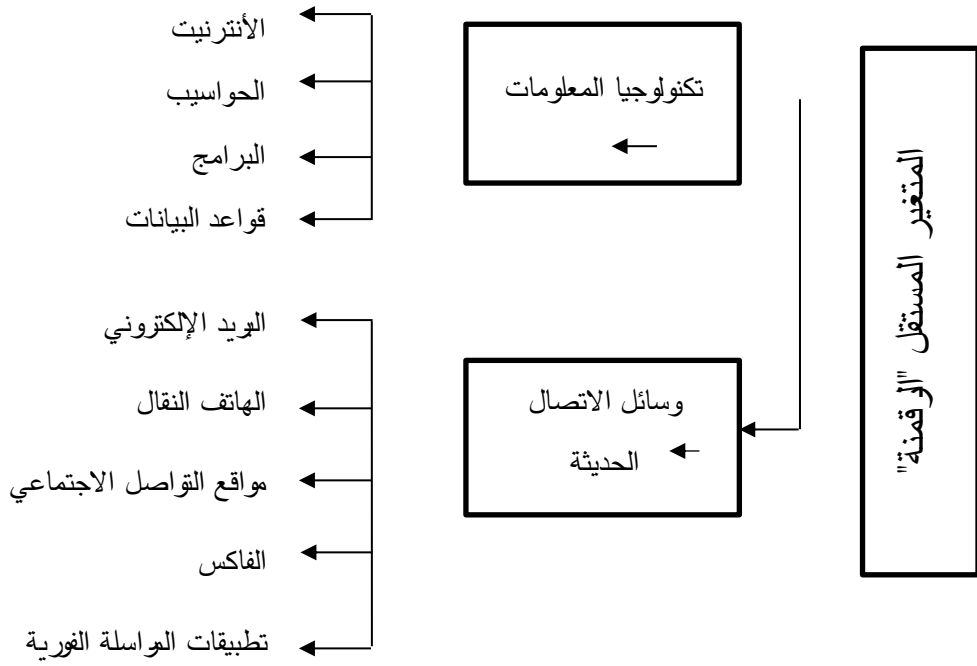 المتغير المستقل "الرقمنة"
تكنولوجيا المعلومات
الأنترنيت
الحواسيب
البرامج
قواعد البيانات
وسائل الاتصال
الحديثة
البريد الإلكتروني
الهاتف النقال
مواقع التواصل الاجتماعي
الفاكس
تطبيقات المراسلة الفورية